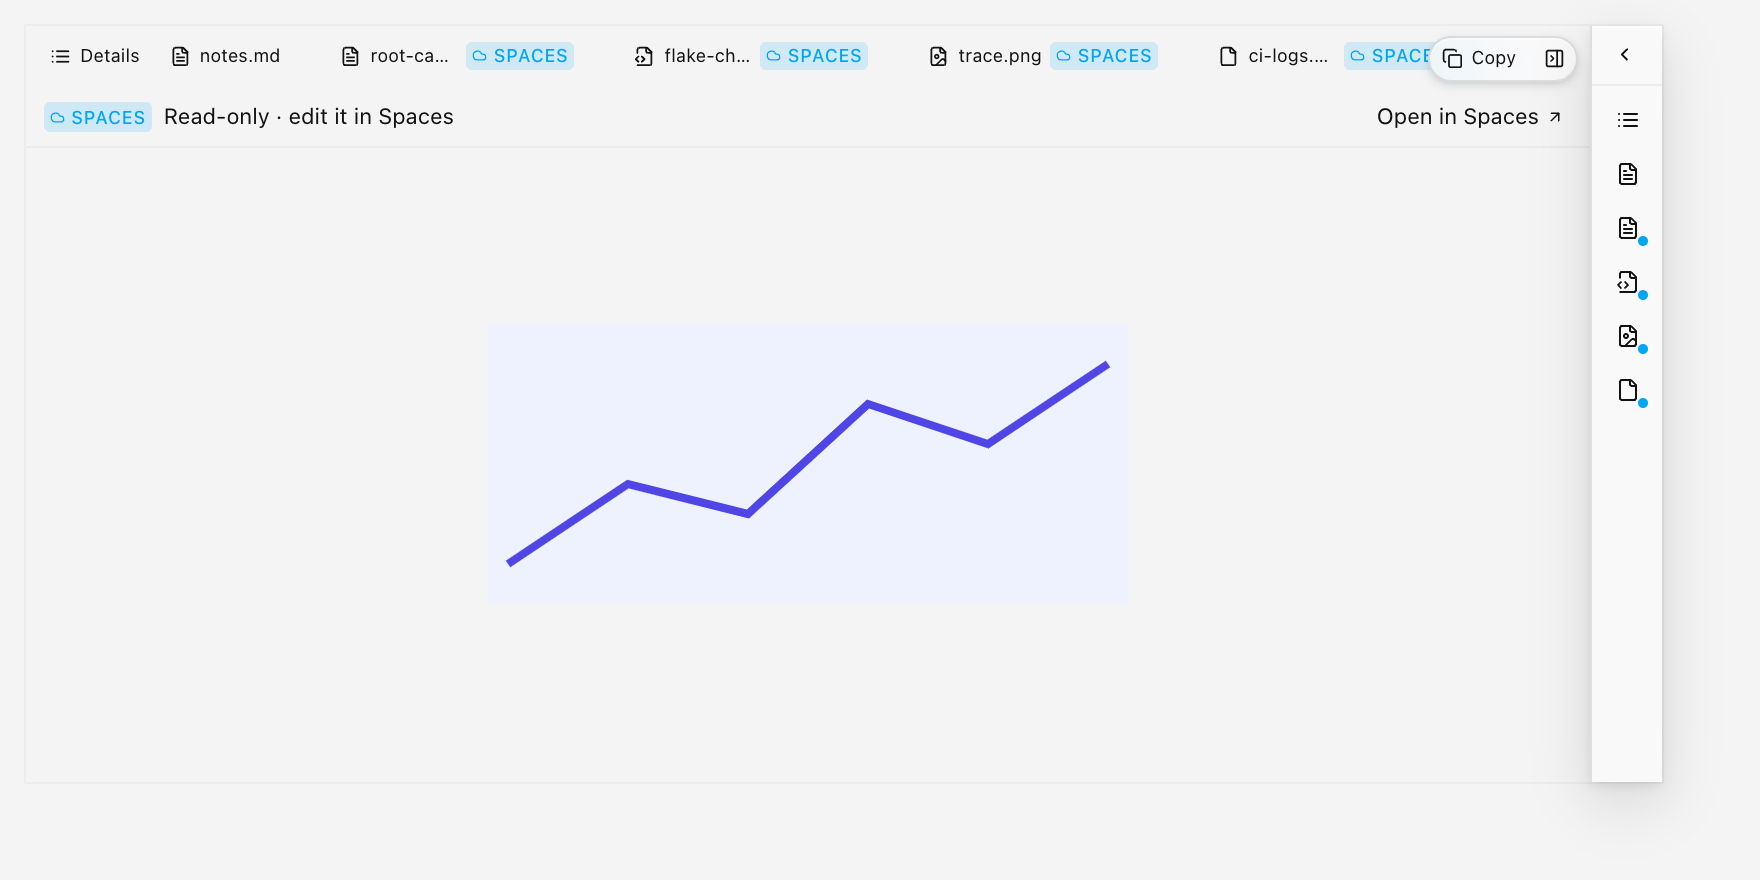 Details notes.md root-ca... SPACES flake-ch... SPACES trace.png SPACES ci-logs.... SPACE Copy
SPACES Read-only · edit it in Spaces Open in Spaces